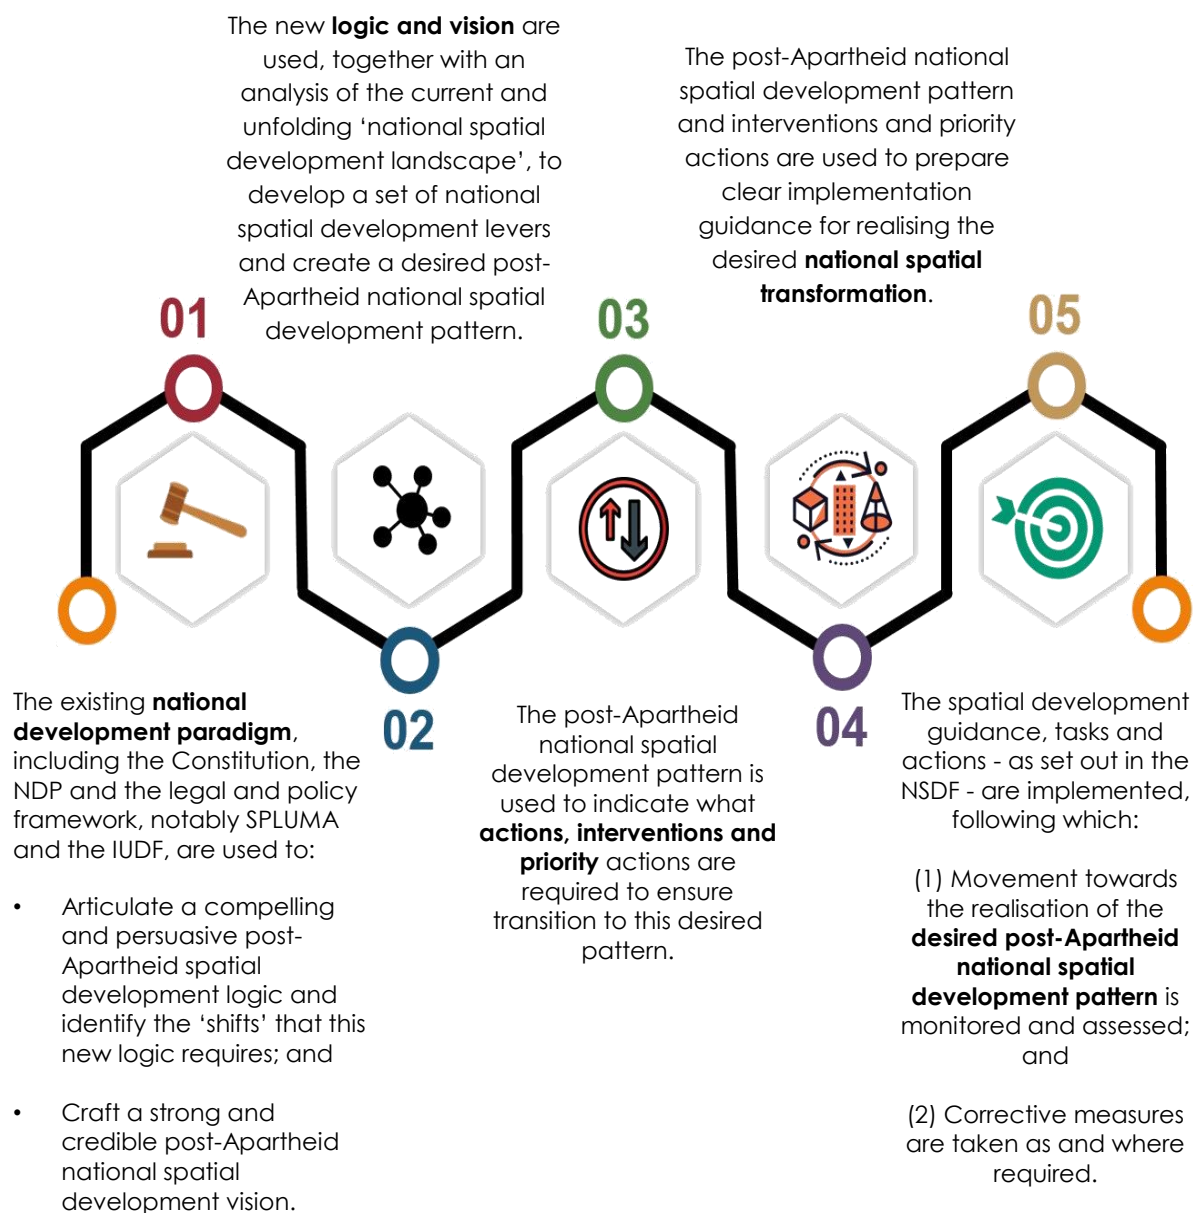 01
The existing national
development paradigm,
including the Constitution, the
NDP and the legal and policy
framework, notably SPLUMA
and the IUDF, are used to:
• Articulate a compelling
and persuasive post-
Apartheid spatial
development logic and
identify the ‘shifts’ that this
new logic requires; and
• Craft a strong and
credible post-Apartheid
national spatial
development vision.
The new logic and vision are
used, together with an
analysis of the current and
unfolding ‘national spatial
development landscape’, to
develop a set of national
spatial development levers
and create a desired post-
Apartheid national spatial
development pattern.
02
03
The post-Apartheid
national spatial
development pattern is
used to indicate what
actions, interventions and
priority actions are
required to ensure
transition to this desired
pattern.
The post-Apartheid national
spatial development pattern
and interventions and priority
actions are used to prepare
clear implementation
guidance for realising the
desired national spatial
transformation.
04
05
The spatial development
guidance, tasks and
actions - as set out in the
NSDF - are implemented,
following which:
(1) Movement towards
the realisation of the
desired post-Apartheid
national spatial
development pattern is
monitored and assessed;
and
(2) Corrective measures
are taken as and where
required.